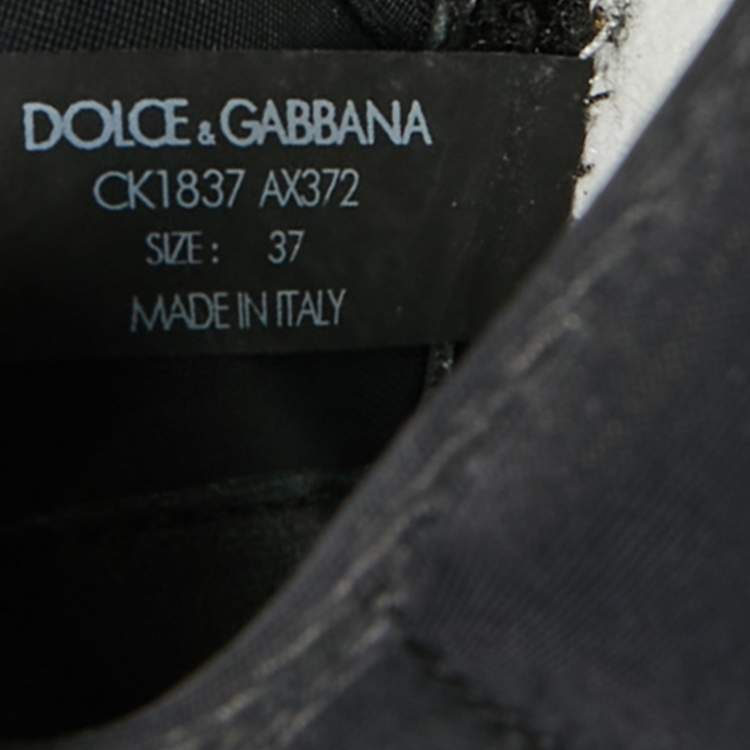 DOLCE & GABBANA
CK1837 AX372
SIZE: 37
MADE IN ITALY